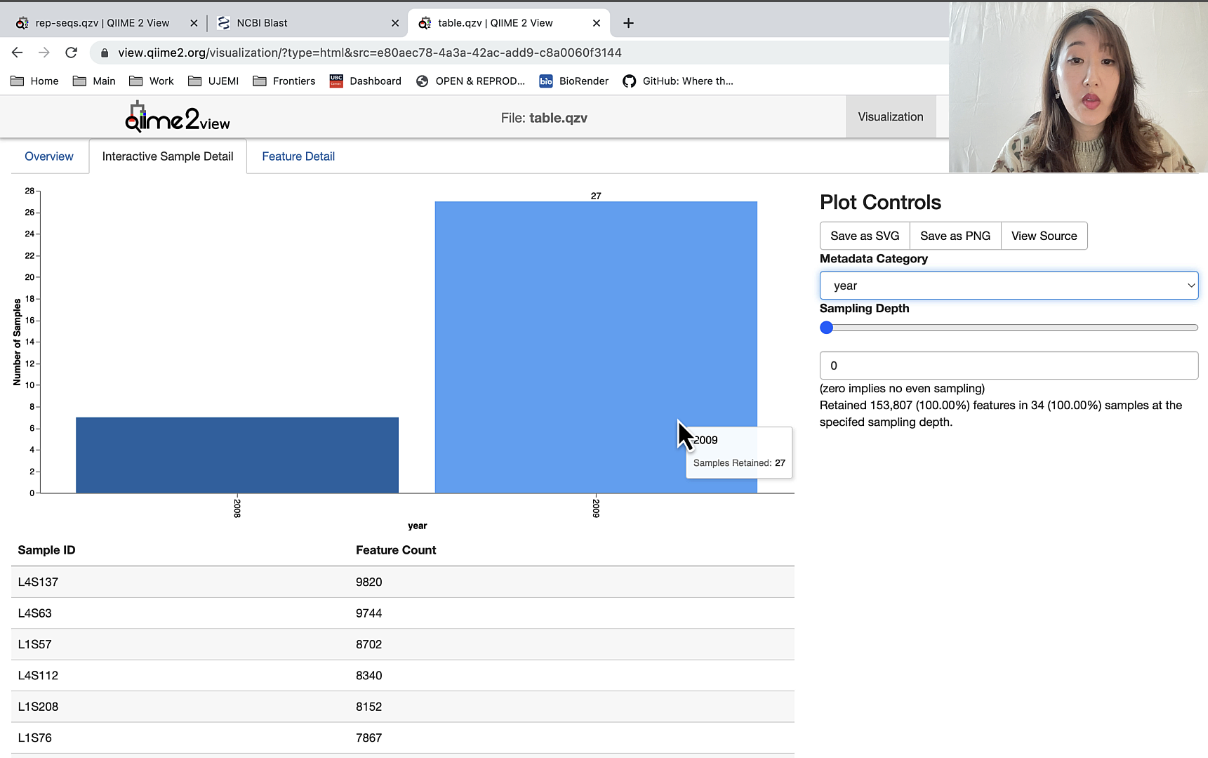 rep-seqs.qzv | QIIME 2 View
NCBI Blast
table.qzv | QIIME 2 View
view.qiime2.org/visualization/?type=html&src=e80aec78-4a3a-42ac-add9-c8a0060f3144
Home
Main
Work
UJEMI
Frontiers
UBC
Dashboard
OPEN & REPROD...
bio
BioRender
GitHub: Where th...
qiime2view
File: table.qzv
Visualization
Overview
Interactive Sample Detail
Feature Detail
28
26
24
22
20
18
16
14
12
10
8
6
4
2
0
Number of Samples
27
2009
Samples Retained: 27
2008
2009
year
Plot Controls
Save as SVG
Save as PNG
View Source
Metadata Category
year
Sampling Depth
0
(zero implies no even sampling)
Retained 153,807 (100.00%) features in 34 (100.00%) samples at the
specifed sampling depth.
Sample ID Feature Count
L4S137 9820
L4S63 9744
L1S57 8702
L4S112 8340
L1S208 8152
L1S76 7867